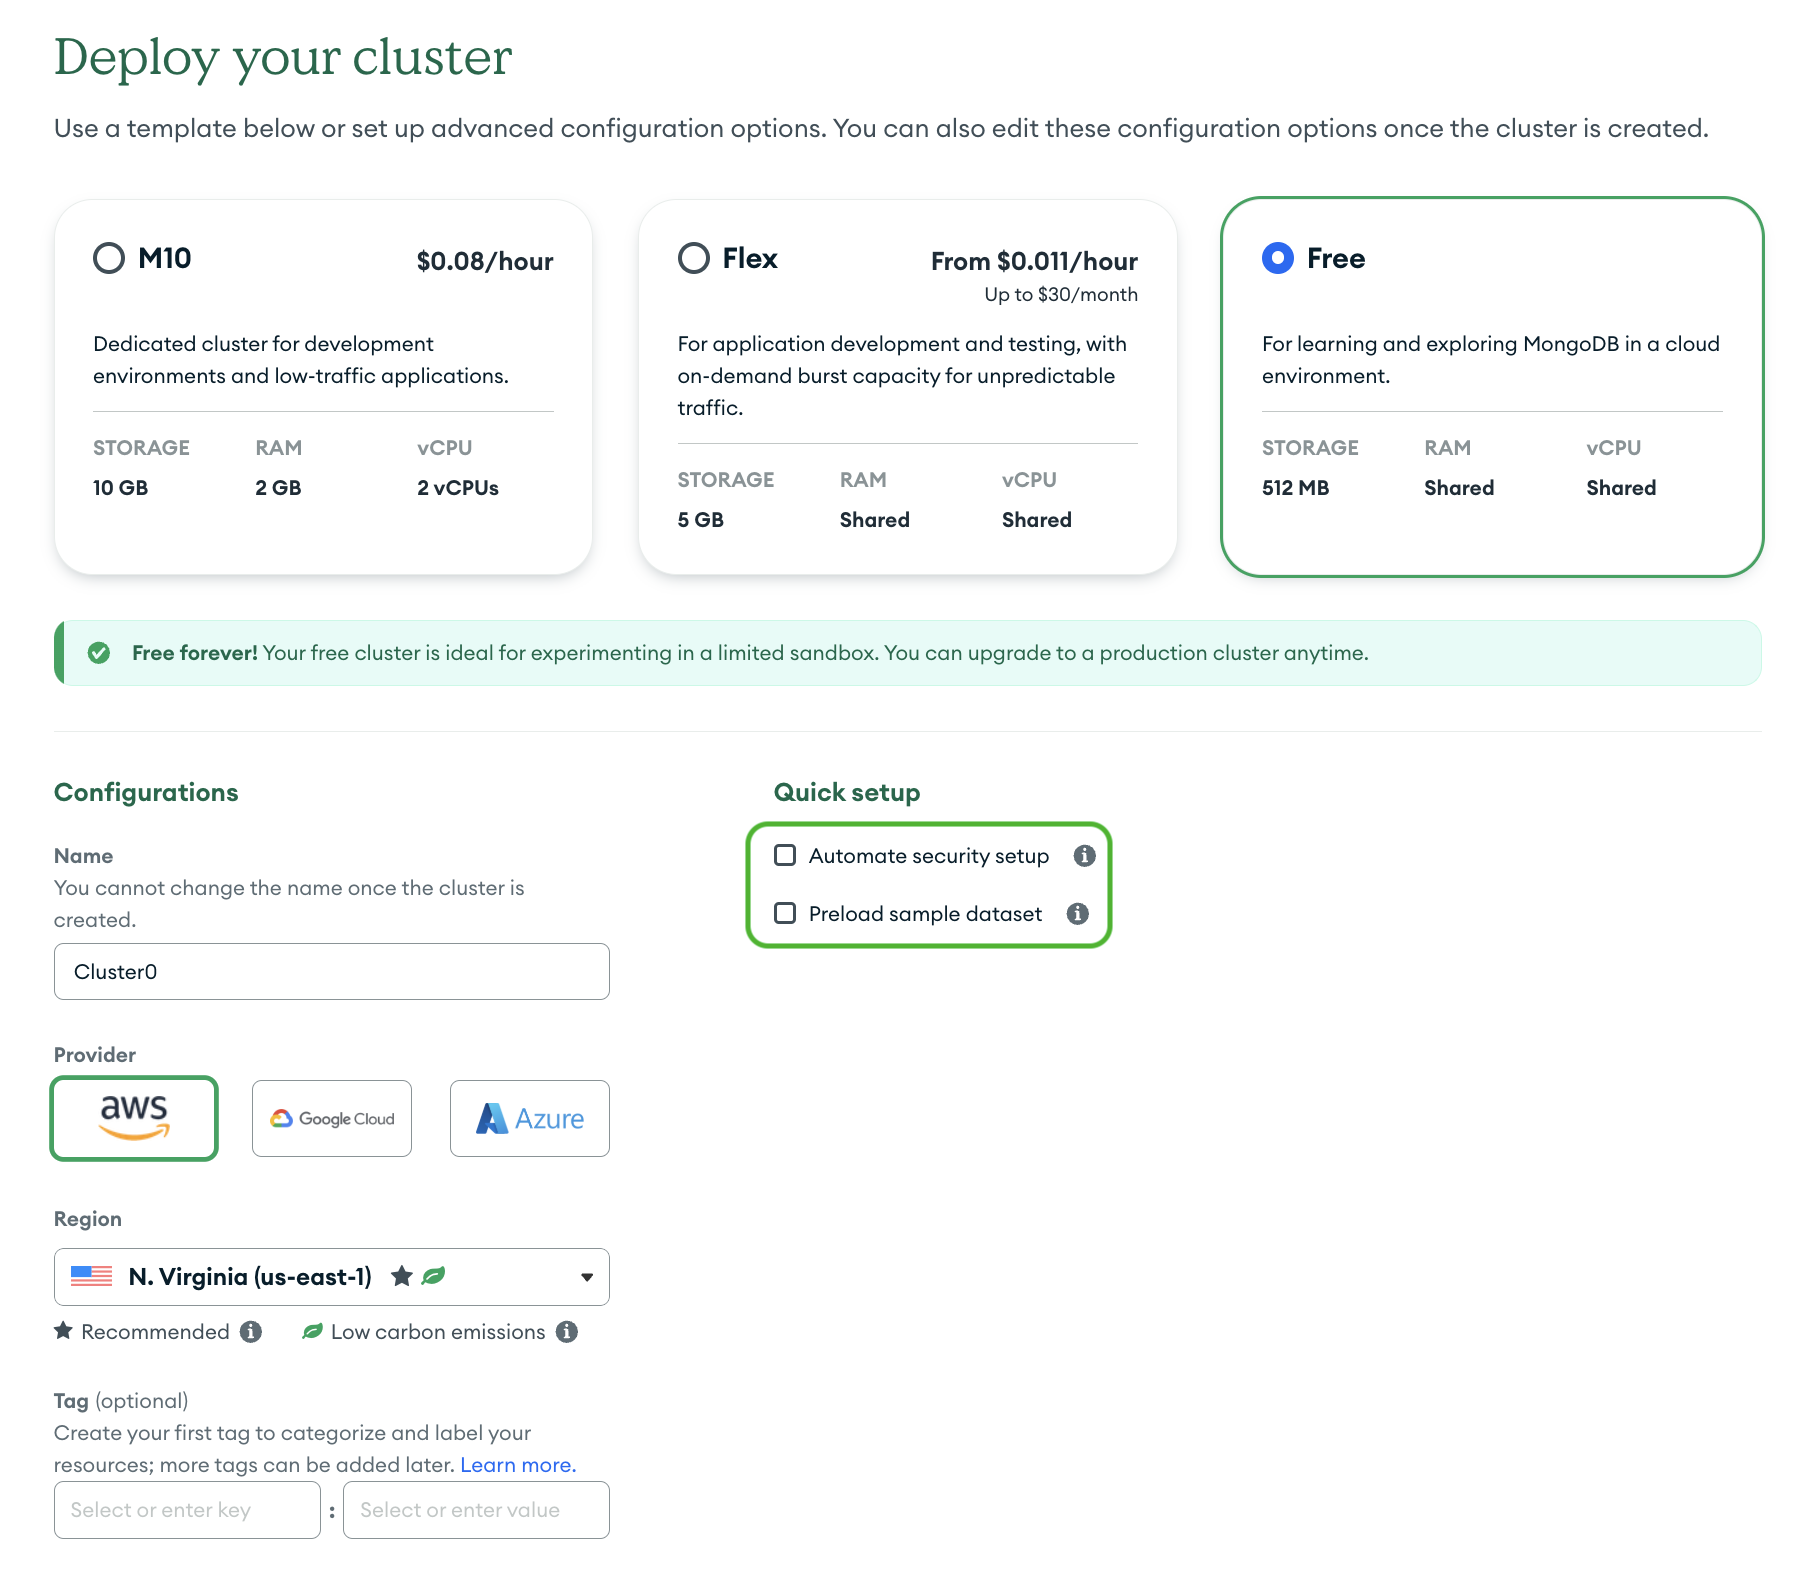 Deploy your cluster
Use a template below or set up advanced configuration options. You can also edit these configuration options once the cluster is created.
M10
$0.08/hour
Dedicated cluster for development
environments and low-traffic applications.
STORAGE RAM vCPU
10 GB 2 GB 2 vCPUs
Flex
From $0.011/hour
Up to $30/month
For application development and testing, with
on-demand burst capacity for unpredictable
traffic.
STORAGE RAM vCPU
5 GB Shared Shared
Free
For learning and exploring MongoDB in a cloud
environment.
STORAGE RAM vCPU
512 MB Shared Shared
Free forever! Your free cluster is ideal for experimenting in a limited sandbox. You can upgrade to a production cluster anytime.
Configurations
Name
You cannot change the name once the cluster is
created.
Cluster0
Provider
aws
Google Cloud
Azure
Region
N. Virginia (us-east-1)
Recommended
Low carbon emissions
Tag (optional)
Create your first tag to categorize and label your
resources; more tags can be added later. Learn more.
Select or enter key : Select or enter value
Quick setup
Automate security setup
Preload sample dataset